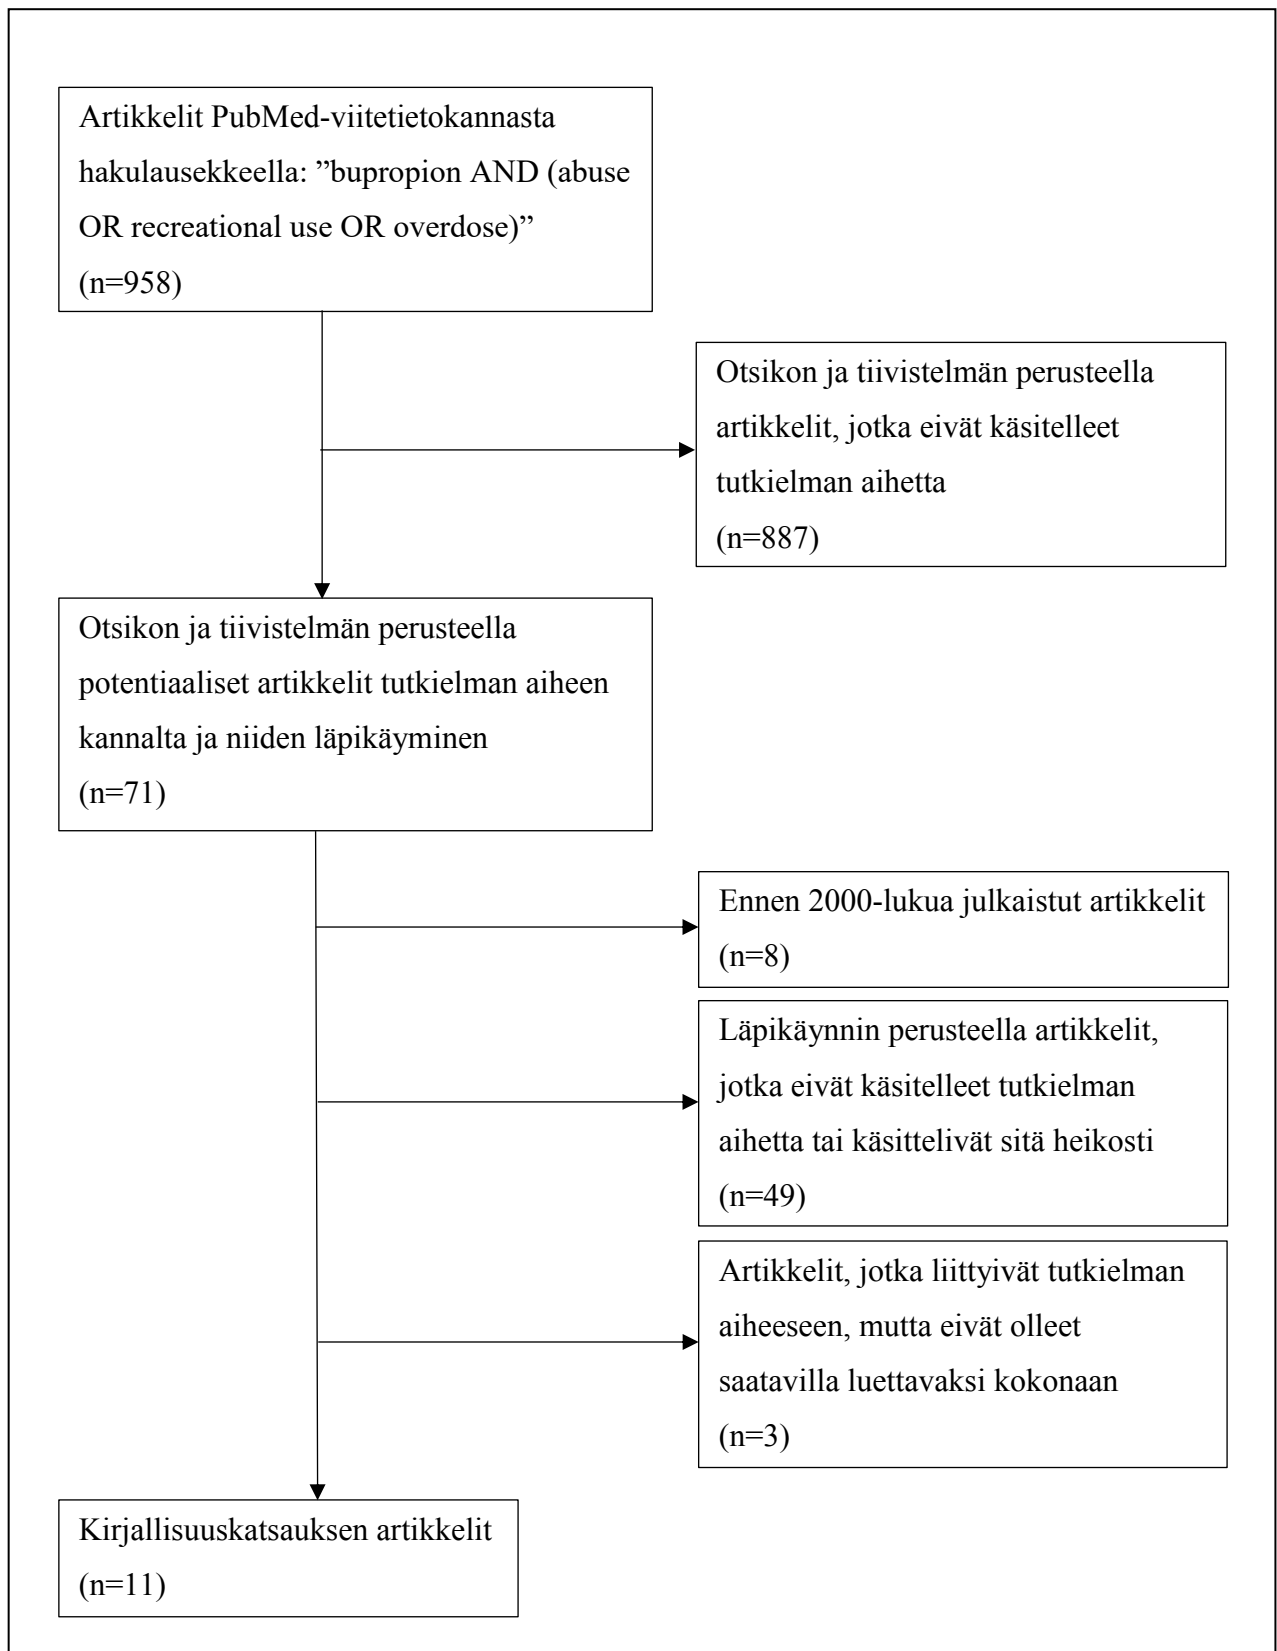 Artikkelit PubMed-viitetietokannasta
hakulausekkeella: ”bupropion AND (abuse
OR recreational use OR overdose)”
(n=958)
Otsikon ja tiivistelmän perusteella
artikkelit, jotka eivät käsitelleet
tutkielman aihetta
(n=887)
Otsikon ja tiivistelmän perusteella
potentiaaliset artikkelit tutkielman aiheen
kannalta ja niiden läpikäyminen
(n=71)
Ennen 2000-lukua julkaistut artikkelit
(n=8)
Läpikäynnin perusteella artikkelit,
jotka eivät käsitelleet tutkielman
aihetta tai käsittelivät sitä heikosti
(n=49)
Artikkelit, jotka liittyivät tutkielman
aiheeseen, mutta eivät olleet
saatavilla luettavaksi kokonaan
(n=3)
Kirjallisuuskatsauksen artikkelit
(n=11)